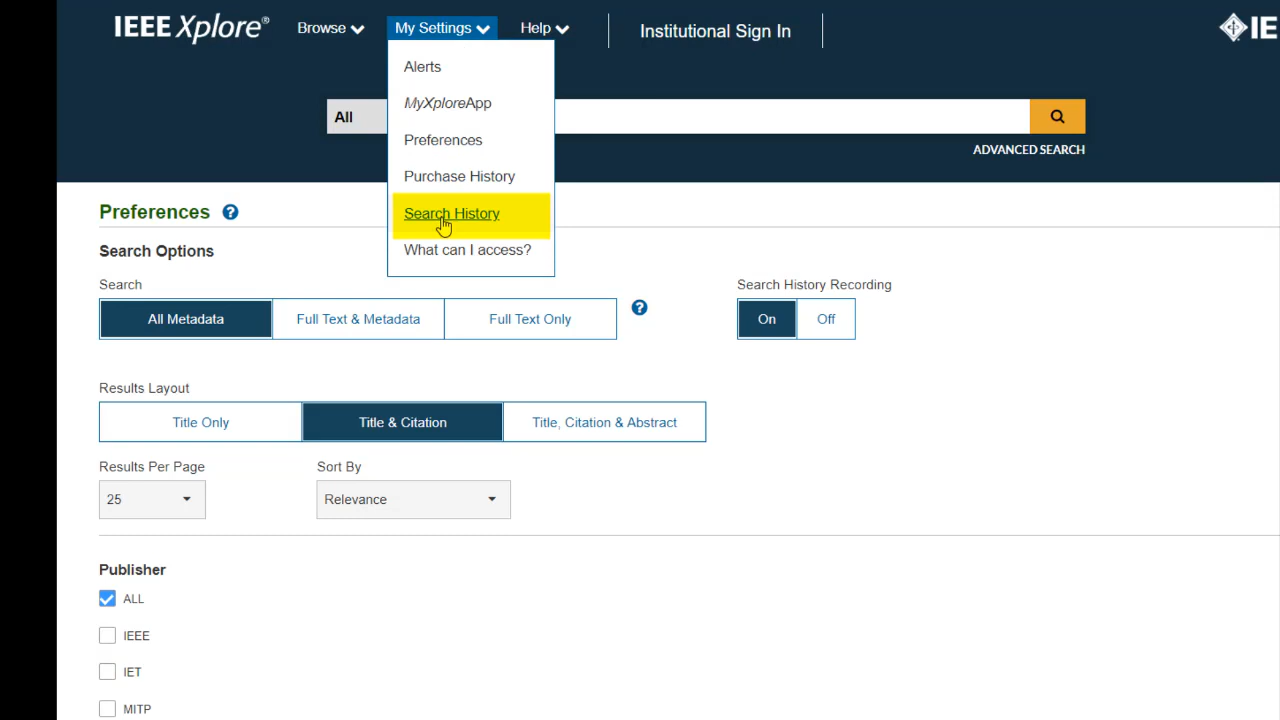 IEEE Xplore®
Browse
My Settings
Help
Institutional Sign In
IE
Alerts
MyXploreApp
Preferences
Purchase History
Search History
What can I access?
All
ADVANCED SEARCH
Preferences ?
Search Options
Search
All Metadata
Full Text & Metadata
Full Text Only
?
Search History Recording
On
Off
Results Layout
Title Only
Title & Citation
Title, Citation & Abstract
Results Per Page
25
Sort By
Relevance
Publisher
ALL
IEEE
IET
MITP